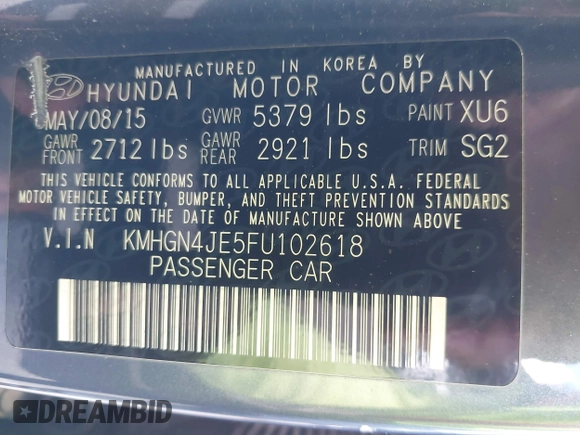 MANUFACTURED IN KOREA BY
HYUNDAI MOTOR COMPANY
MAY/08/15 GVWR 5379 lbs PAINT XU6
GAWR FRONT 2712 lbs GAWR REAR 2921 lbs TRIM SG2
THIS VEHICLE CONFORMS TO ALL APPLICABLE U.S.A. FEDERAL
MOTOR VEHICLE SAFETY, BUMPER, AND THEFT PREVENTION STANDARDS
IN EFFECT ON THE DATE OF MANUFACTURE SHOWN ABOVE
V.I.N KMHGN4JE5FU102618
PASSENGER CAR
DREAMBID